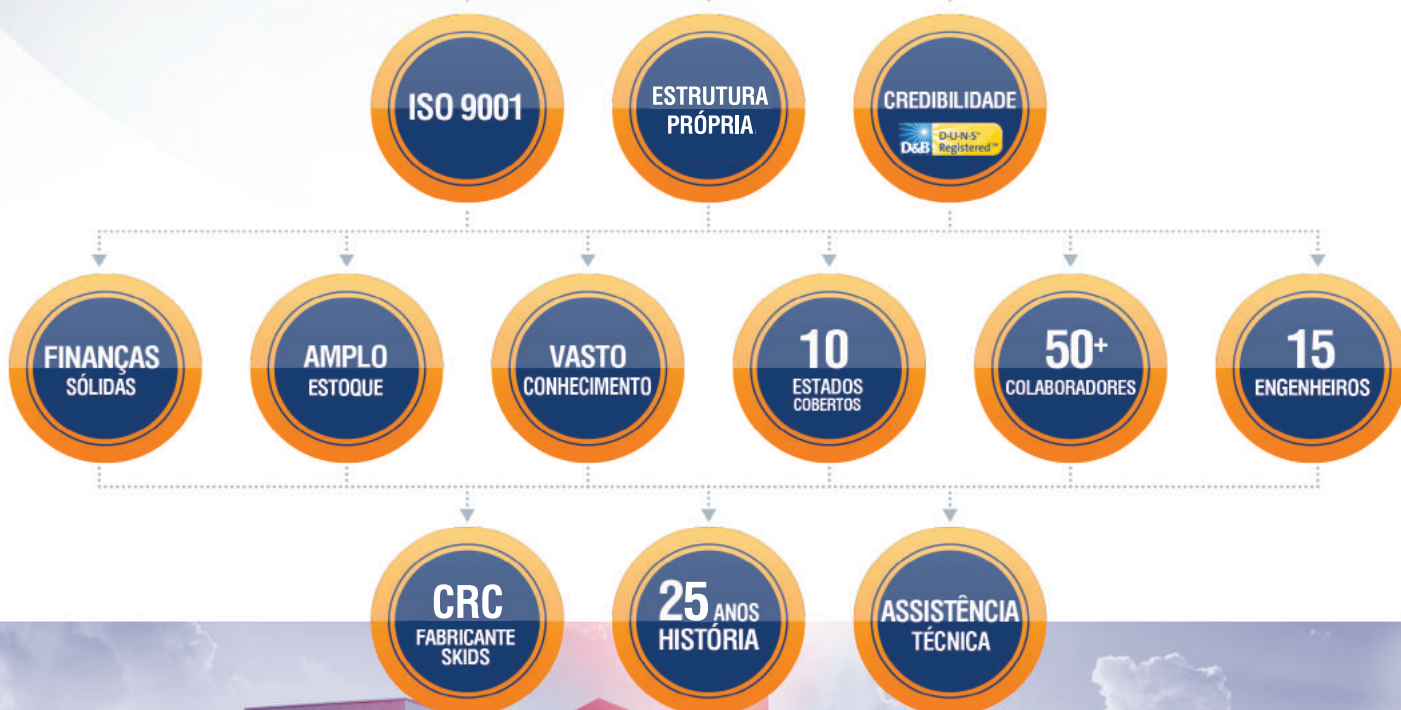 ISO 9001
ESTRUTURA
PRÓPRIA
CREDIBILIDADE
D&B D-U-N-S®
Registered™
FINANÇAS
SÓLIDAS
AMPLO
ESTOQUE
VASTO
CONHECIMENTO
10
ESTADOS
COBERTOS
50+
COLABORADORES
15
ENGENHEIROS
CRC
FABRICANTE
SKIDS
25 ANOS
HISTÓRIA
ASSISTÊNCIA
TÉCNICA